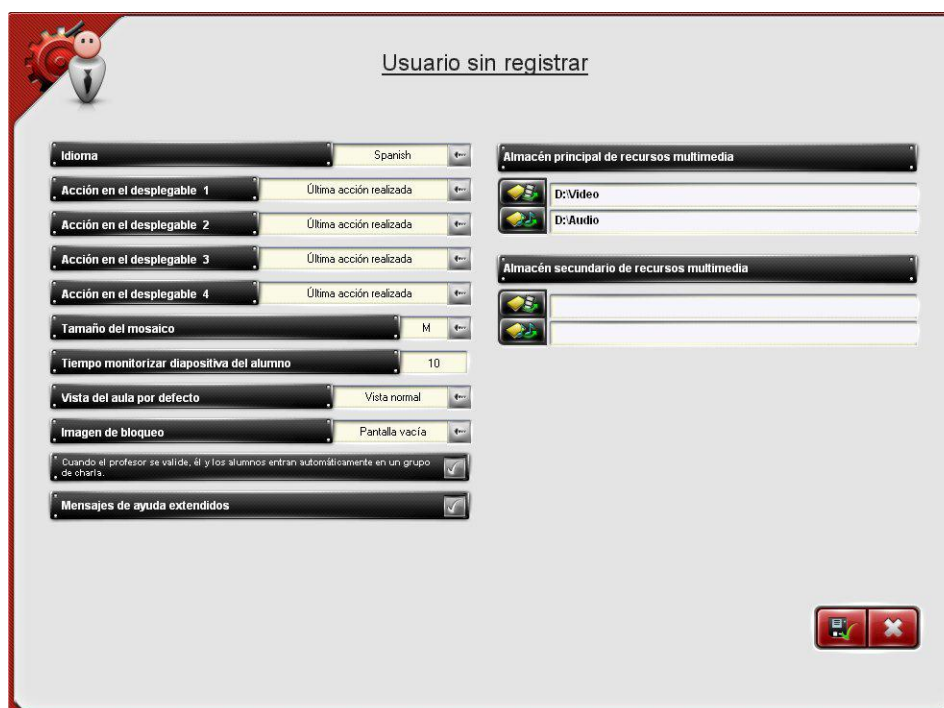 Usuario sin registrar
Idioma
Spanish
Acción en el desplegable 1
Última acción realizada
Acción en el desplegable 2
Última acción realizada
Acción en el desplegable 3
Última acción realizada
Acción en el desplegable 4
Última acción realizada
Tamaño del mosaico
M
Tiempo monitorizar diapositiva del alumno
10
Vista del aula por defecto
Vista normal
Imagen de bloqueo
Pantalla vacía
Cuando el profesor se valide, él y los alumnos entran automáticamente en un grupo
de charla.
Mensajes de ayuda extendidos
Almacén principal de recursos multimedia
D:\Video
D:\Audio
Almacén secundario de recursos multimedia